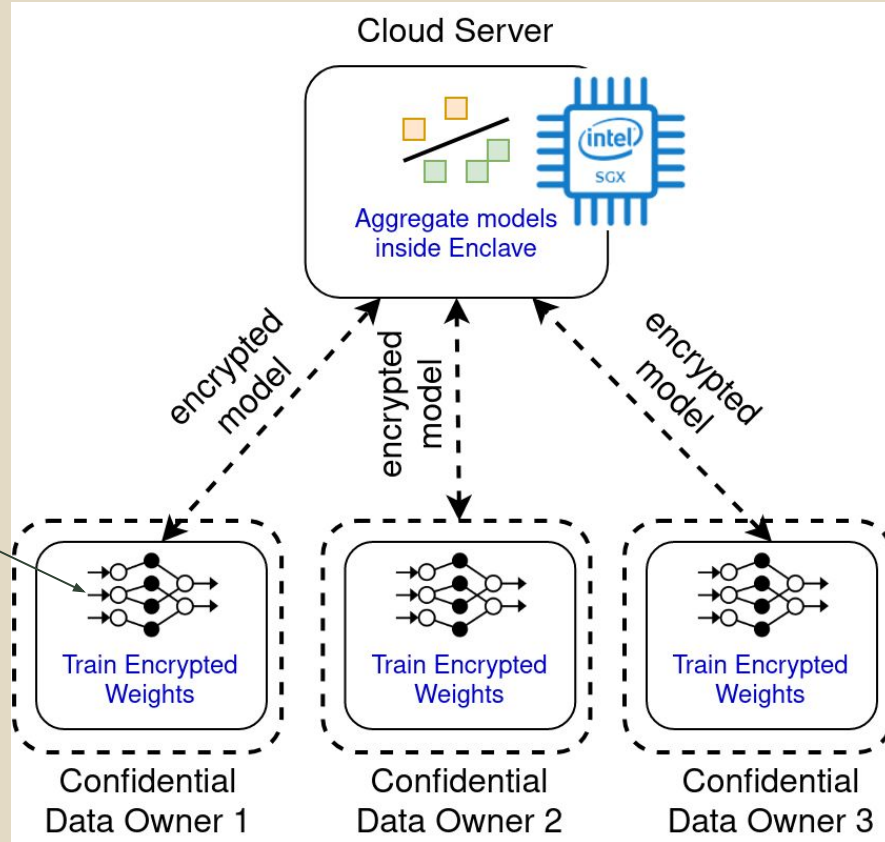 Cloud Server
intel
SGX
Aggregate models
inside Enclave
encrypted
model
encrypted
model
encrypted
model
Train Encrypted
Weights
Train Encrypted
Weights
Train Encrypted
Weights
Confidential
Data Owner 1
Confidential
Data Owner 2
Confidential
Data Owner 3